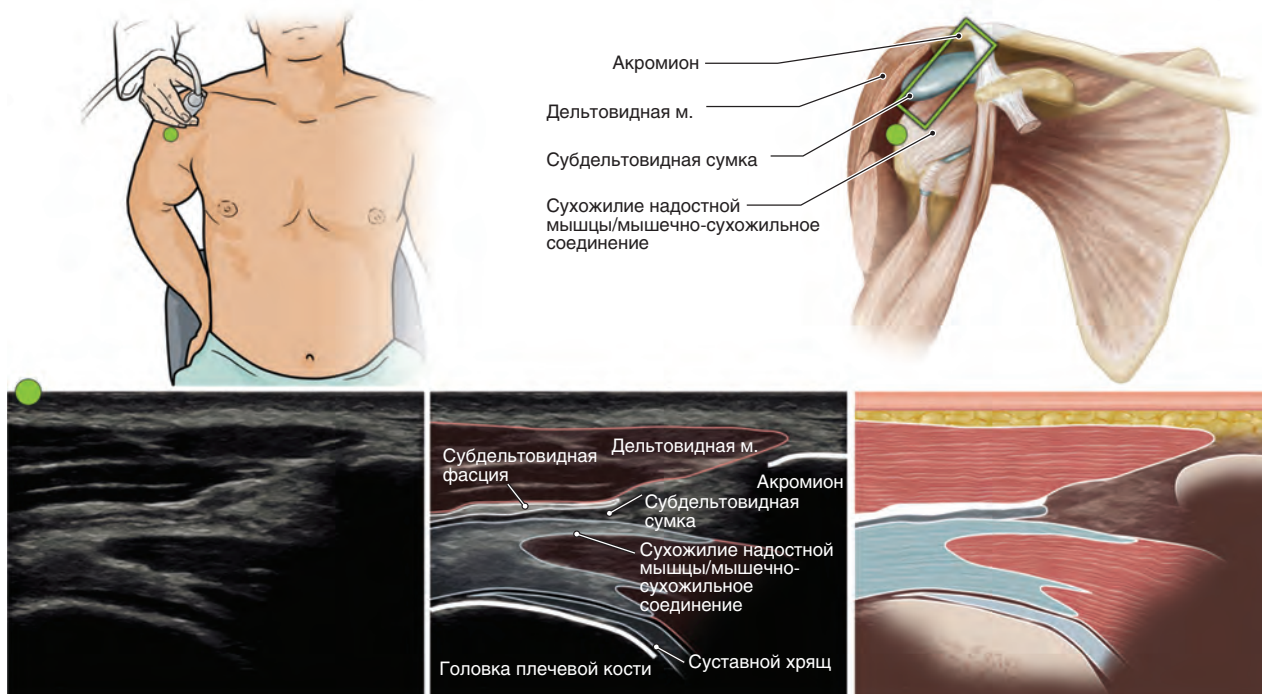 Акромион
Дельтовидная м.
Субдельтовидная сумка
Сухожилие надостной
мышцы/мышечно-сухожильное
соединение
Дельтовидная м.
Субдельтовидная
фасция
Акромион
Субдельтовидная
сумка
Сухожилие надостной
мышцы/мышечно-
сухожильное
соединение
Суставной хрящ
Головка плечевой кости